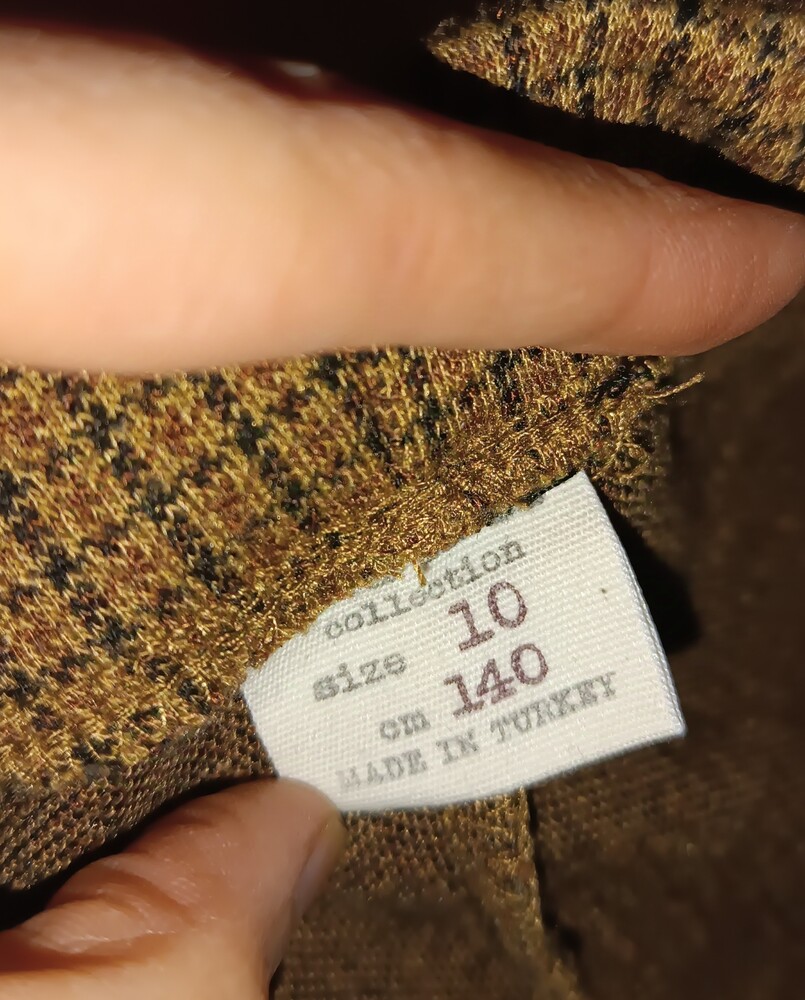 collection
size 10
cm 140
MADE IN TURKEY